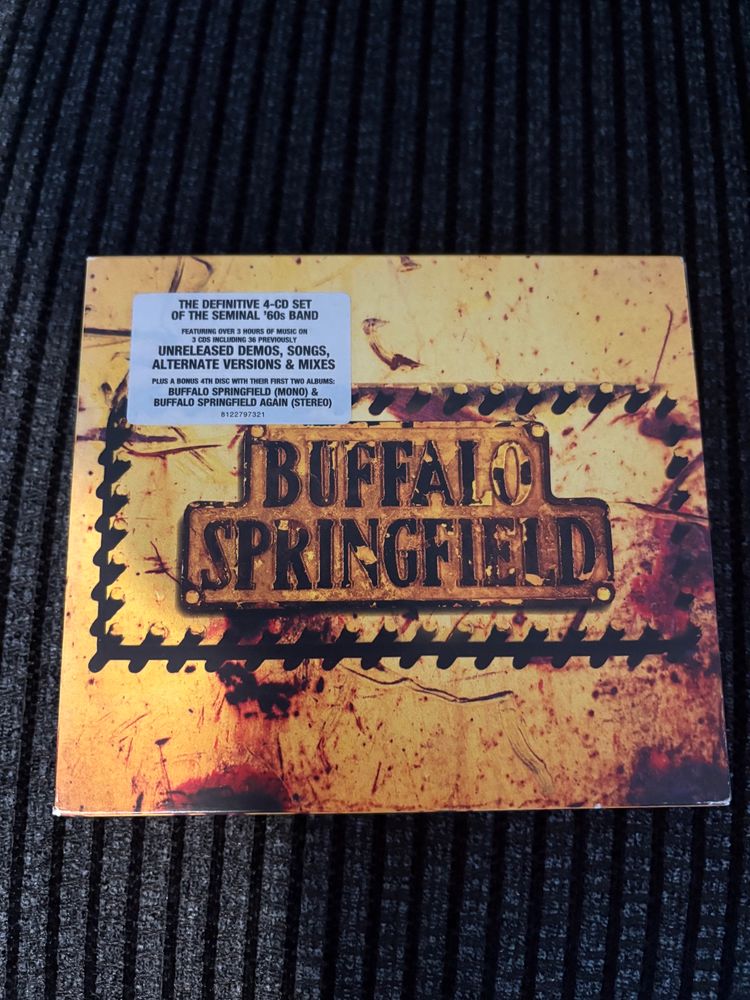 THE DEFINITIVE 4-CD SET
OF THE SEMINAL '60s BAND
FEATURING OVER 3 HOURS OF MUSIC ON
3 CDS INCLUDING 36 PREVIOUSLY
UNRELEASED DEMOS, SONGS,
ALTERNATE VERSIONS & MIXES
PLUS A BONUS 4TH DISC WITH THEIR FIRST TWO ALBUMS:
BUFFALO SPRINGFIELD (MONO) &
BUFFALO SPRINGFIELD AGAIN (STEREO)
8122797321
BUFFALO
SPRINGFIELD